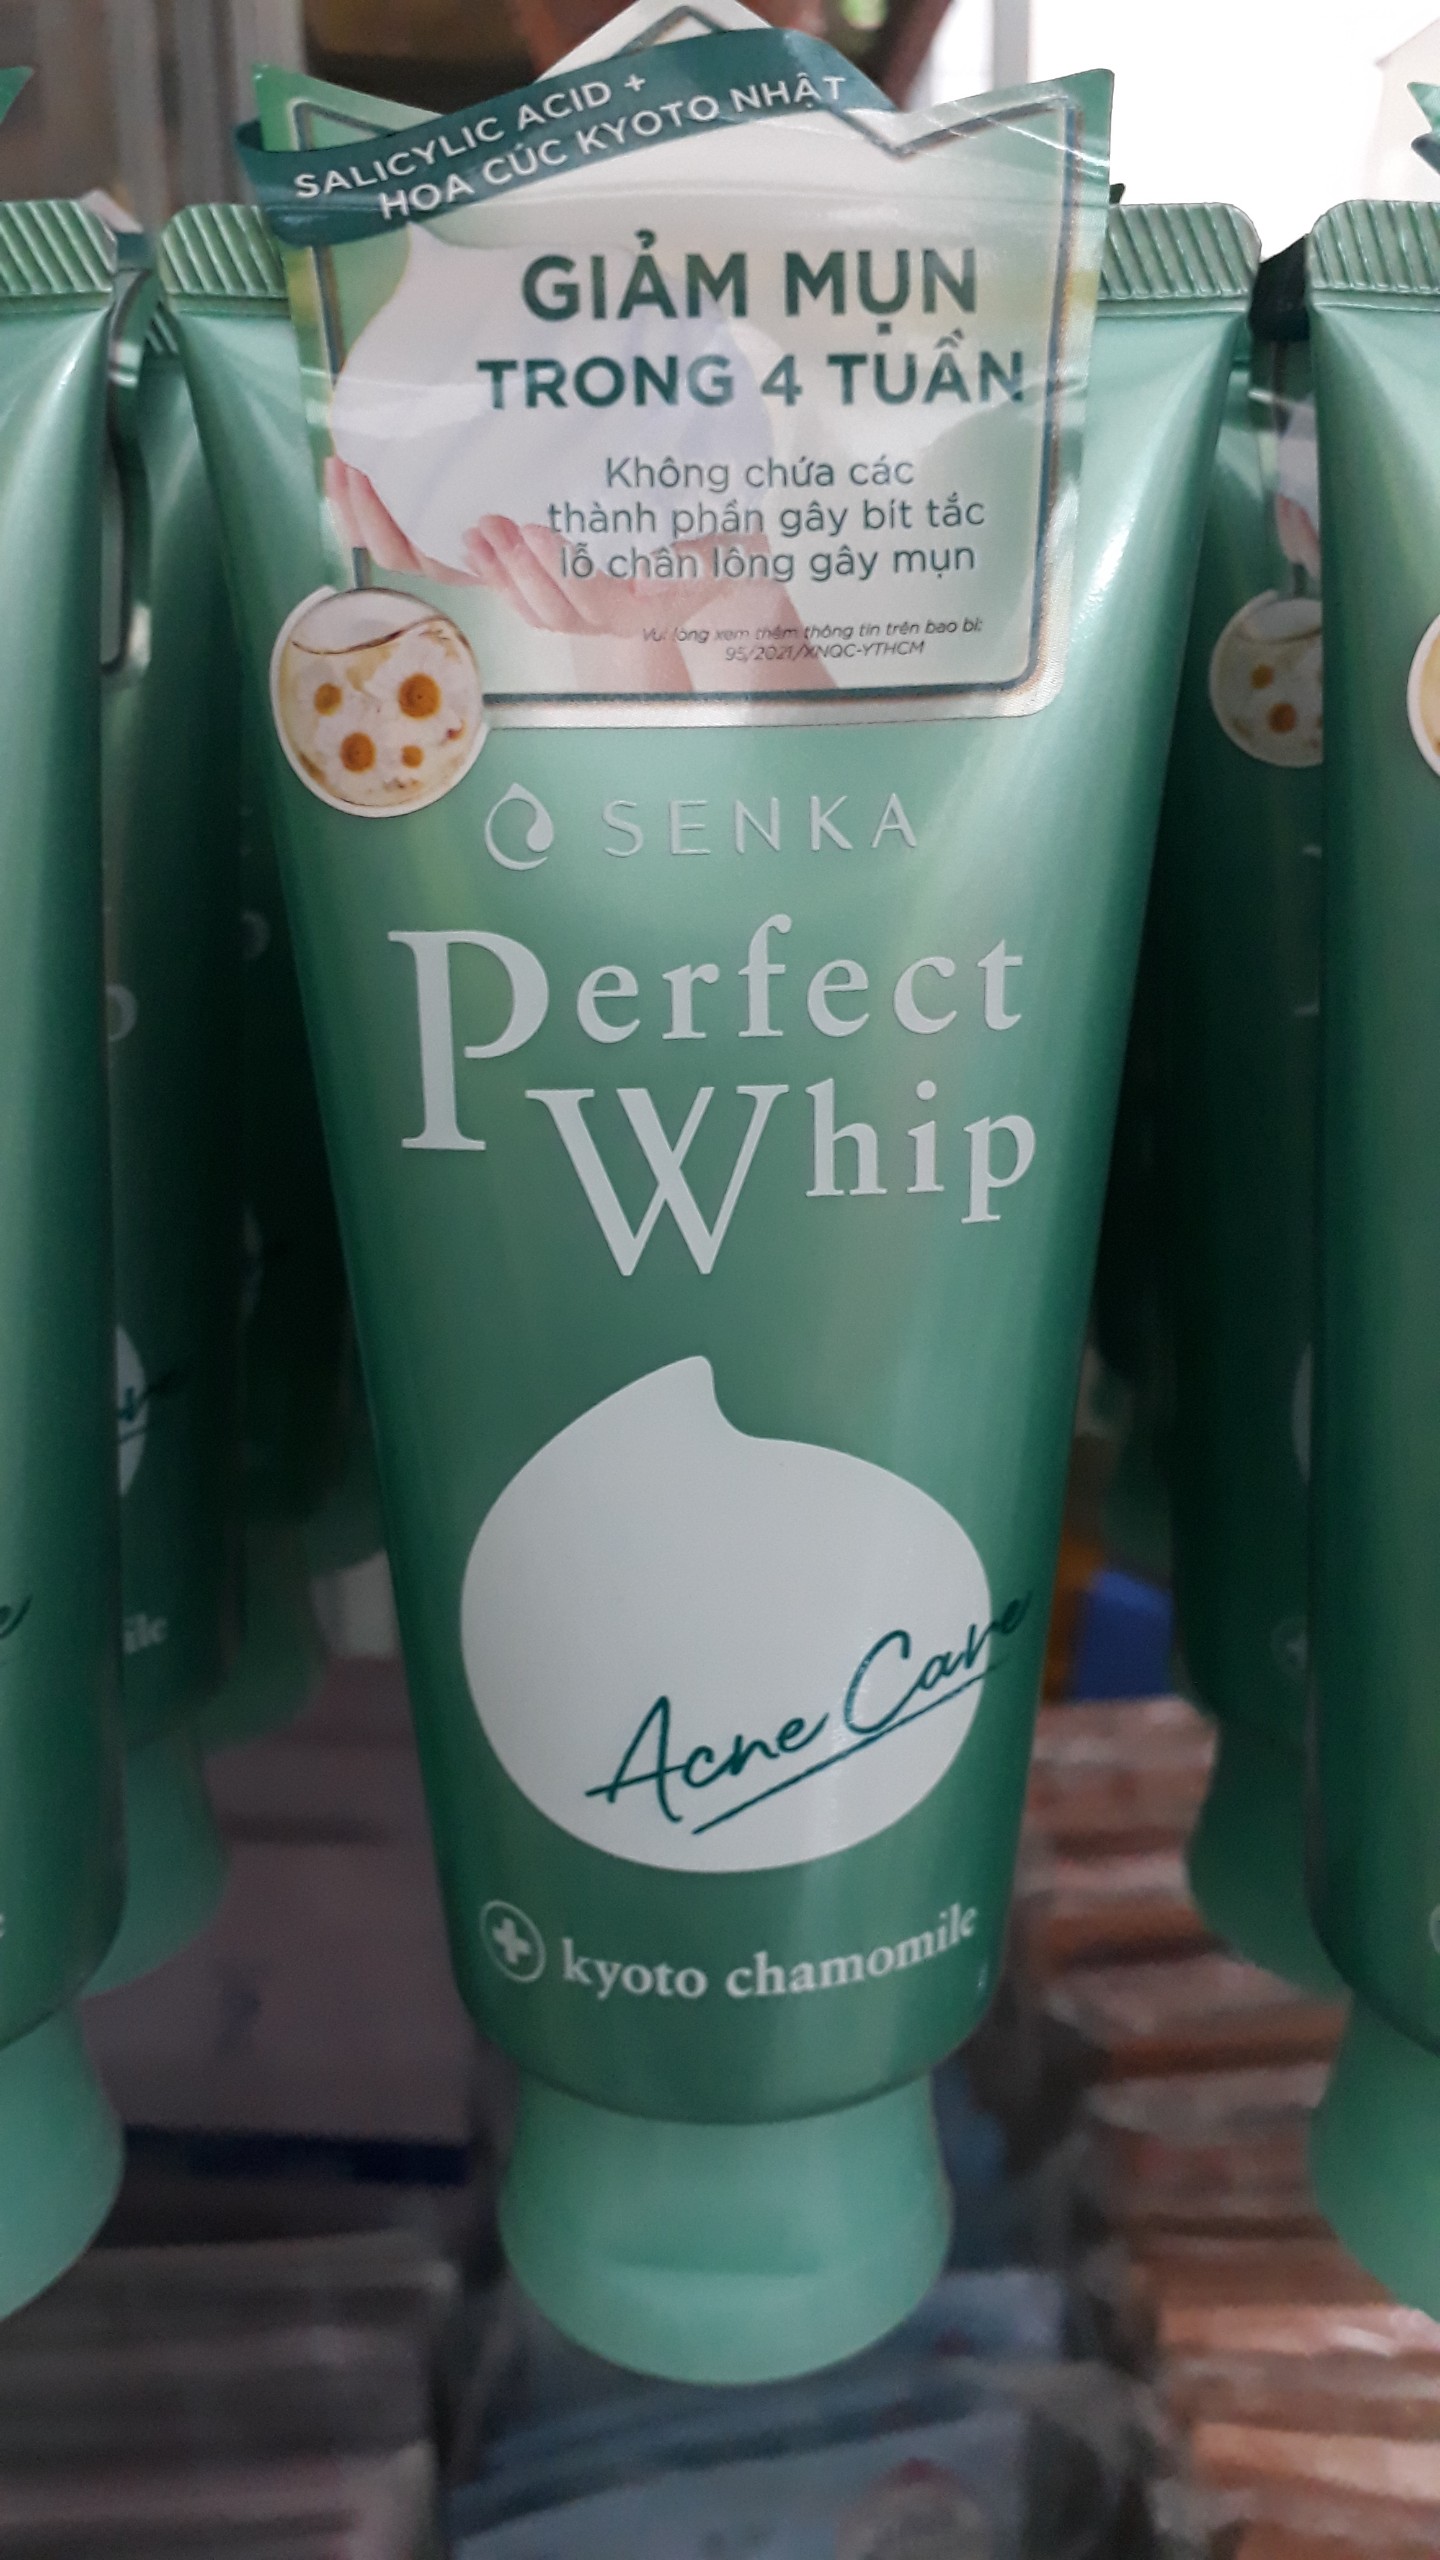 SALICYLIC ACID +
HOA CÚC KYOTO NHẬT
GIẢM MỤN
TRONG 4 TUẦN
Không chứa các
thành phần gây bít tắc
lỗ chân lông gây mụn
Vui lòng xem thêm thông tin trên bao bì:
95/2021/XNQC-YTHCM
SENKA
Perfect
Whip
Acne Care
kyoto chamomile